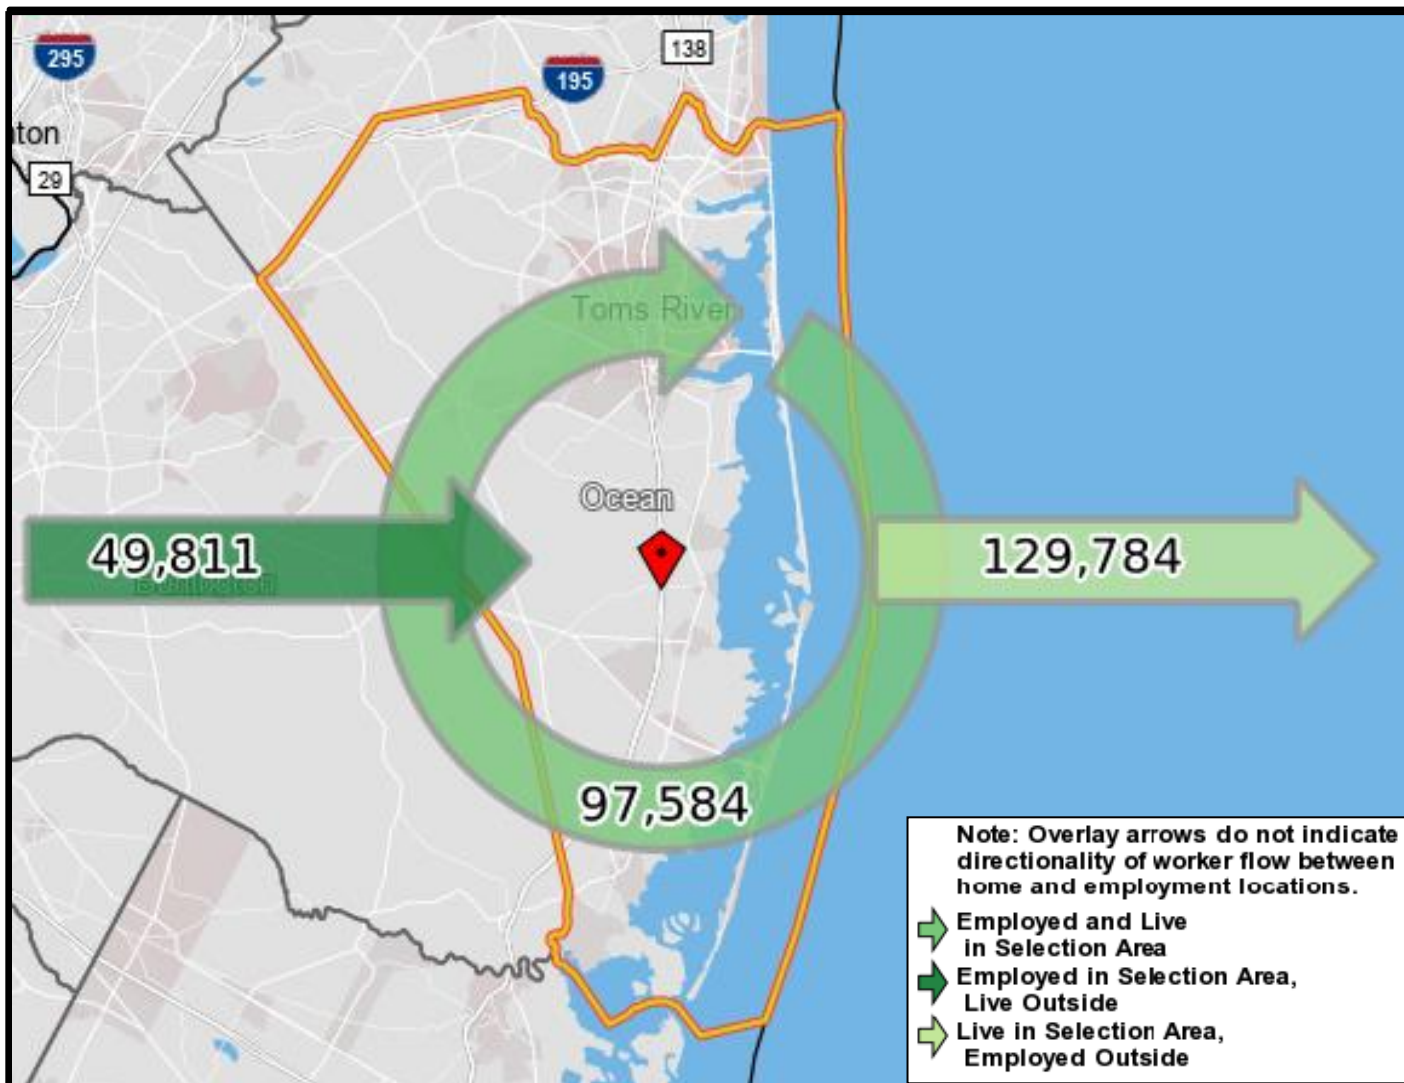 295
195
138
ton
29
Toms River
Ocean
49,811
Burlington
129,784
97,584
Note: Overlay arrows do not indicate
directionality of worker flow between
home and employment locations.
Employed and Live
in Selection Area
Employed in Selection Area,
Live Outside
Live in Selection Area,
Employed Outside